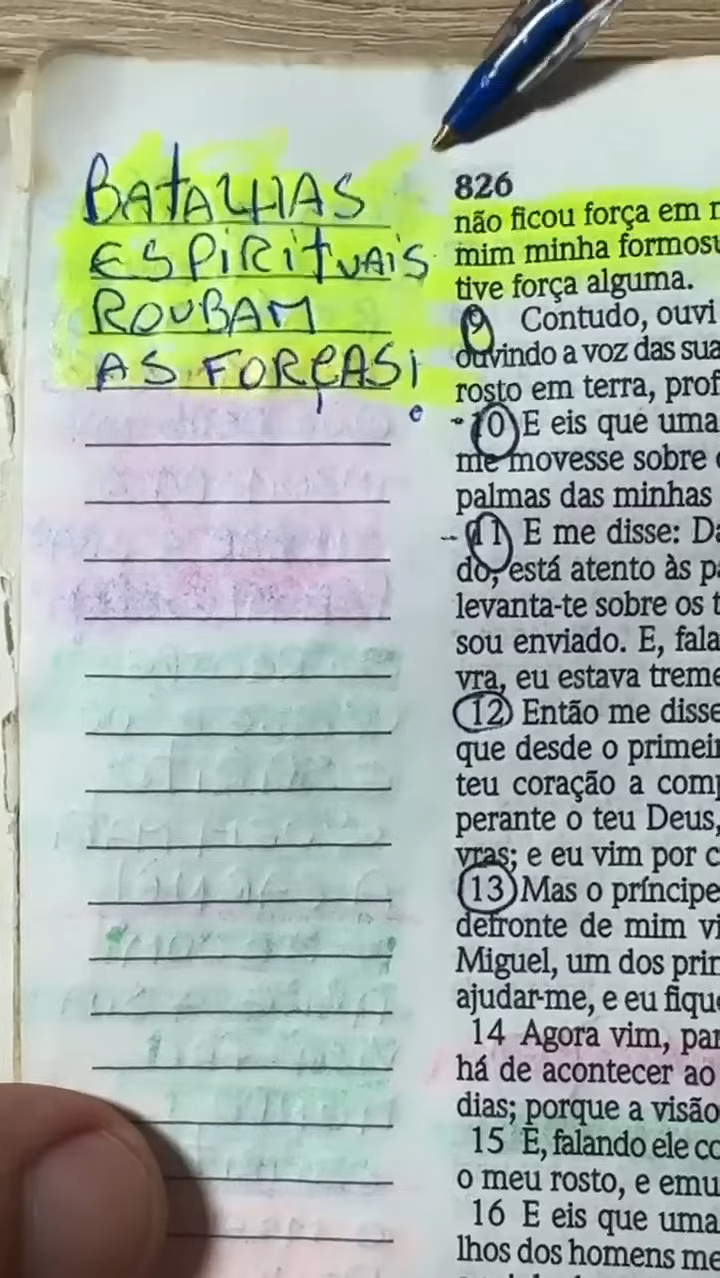 BATALHAS
ESPIRITUAIS
ROUBAM
AS FORÇAS!
826
não ficou força em
mim minha formos
tive força alguma.
9 Contudo, ouvi
ouvindo a voz das sua
rosto em terra, prof
10 E eis que uma
me movesse sobre
palmas das minhas
11 E me disse: Da
do, está atento às pa
levanta-te sobre os t
sou enviado. E, fala
vra, eu estava treme
12 Então me disse
que desde o primei
teu coração a comp
perante o teu Deus,
vras; e eu vim por c
13 Mas o príncipe
defronte de mim vi
Miguel, um dos prin
ajudar-me, e eu fique
14 Agora vim, par
há de acontecer ao
dias; porque a visão
15 E, falando ele co
o meu rosto, e emu
16 E eis que uma
lhos dos homens me